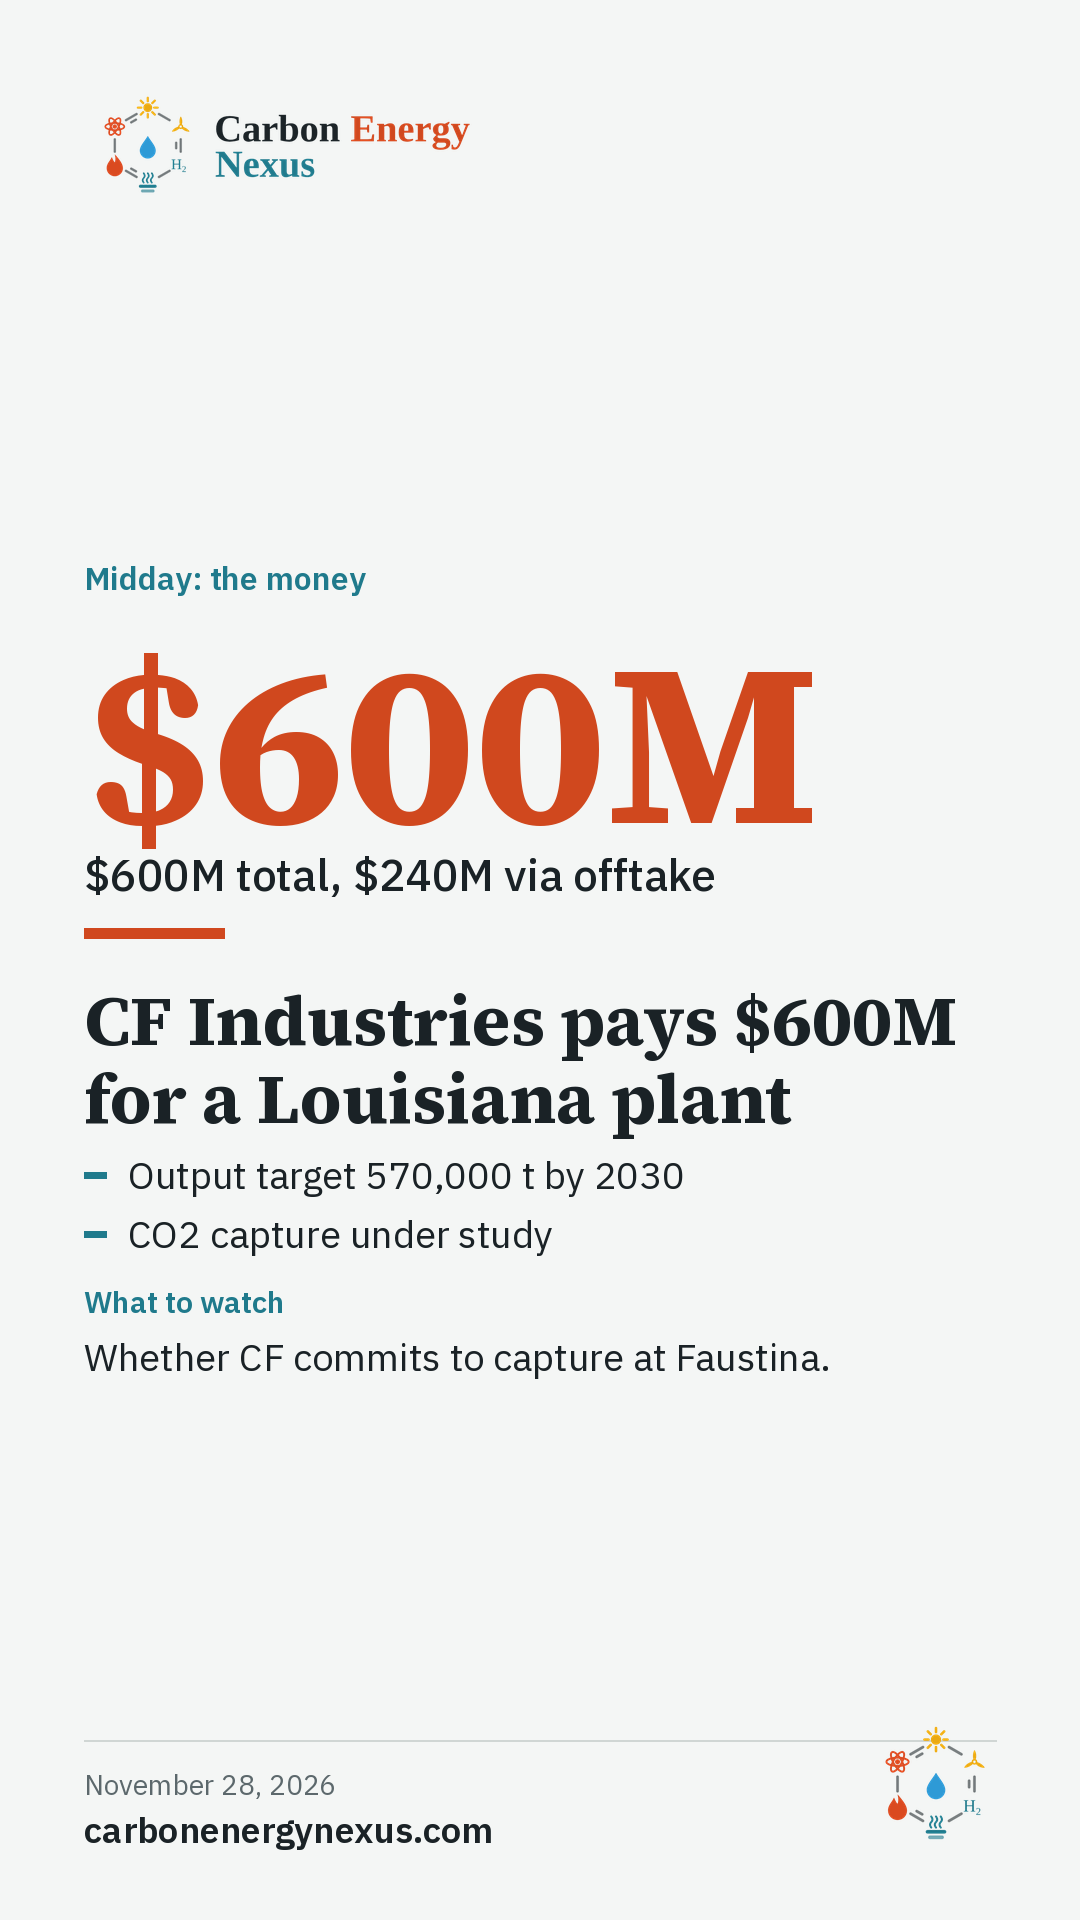 Carbon Energy
Nexus
H₂
Midday: the money
$600M
$600M total, $240M via offtake
CF Industries pays $600M
for a Louisiana plant
Output target 570,000 t by 2030
CO2 capture under study
What to watch
Whether CF commits to capture at Faustina.
November 28, 2026
carbonenergynexus.com
H₂